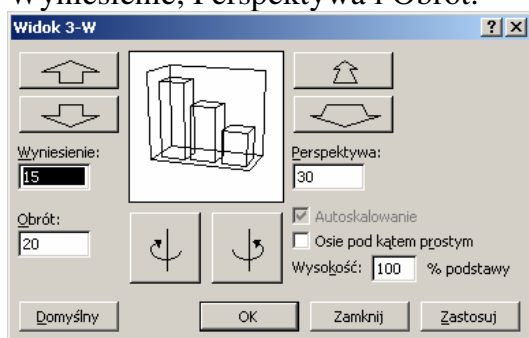 Wyniesienie, Perspektywa i Obrót.
Widok 3-W
Wyniesienie:
15
Perspektywa:
30
Obrót:
20
Autoskalowanie
Osie pod kątem prostym
Wysokość: 100 % podstawy
Domyślny OK Zamknij Zastosuj